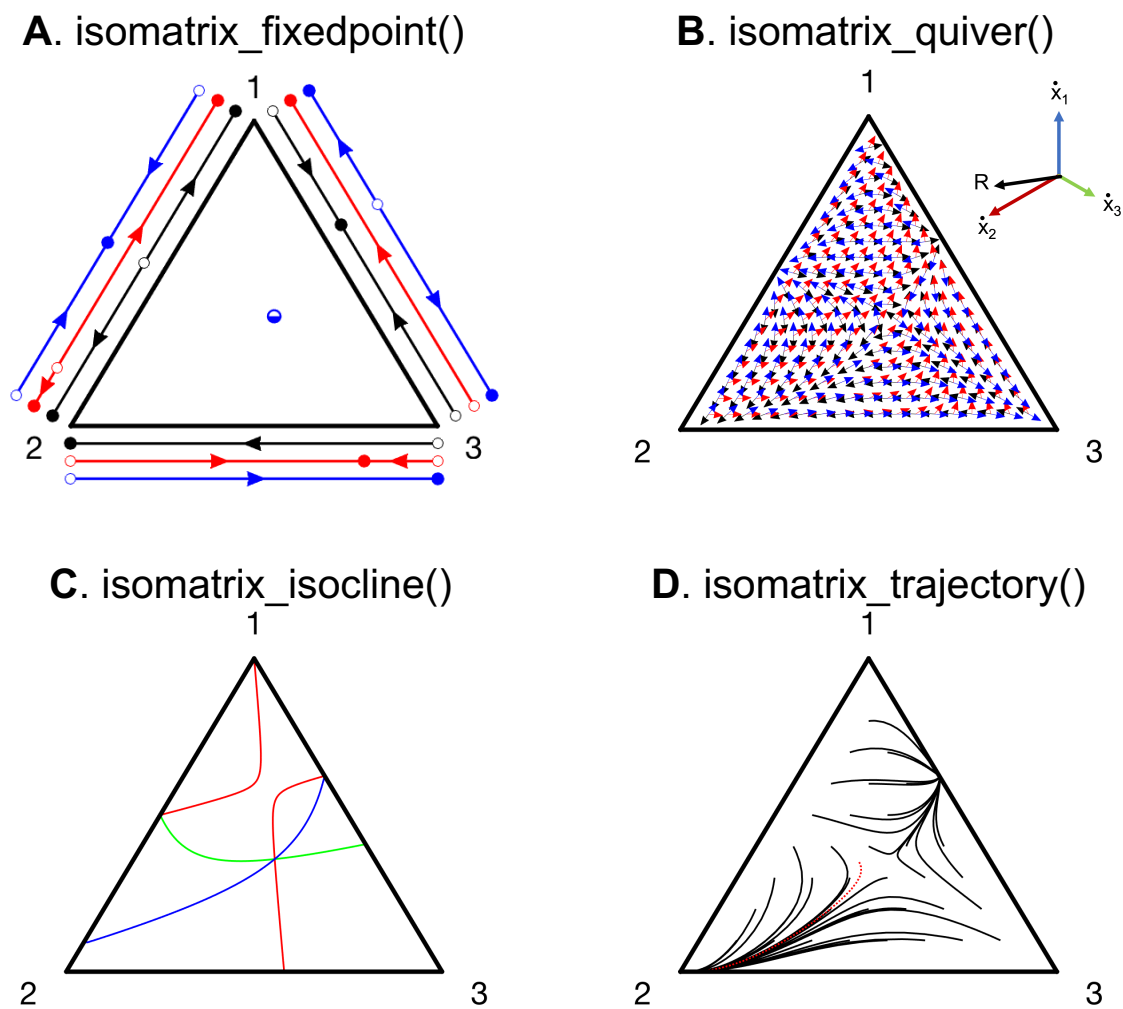 A. isomatrix_fixedpoint()
1
2
3
B. isomatrix_quiver()
1
ẋ1
R
ẋ2
ẋ3
2
3
C. isomatrix_isocline()
1
2
3
D. isomatrix_trajectory()
1
2
3